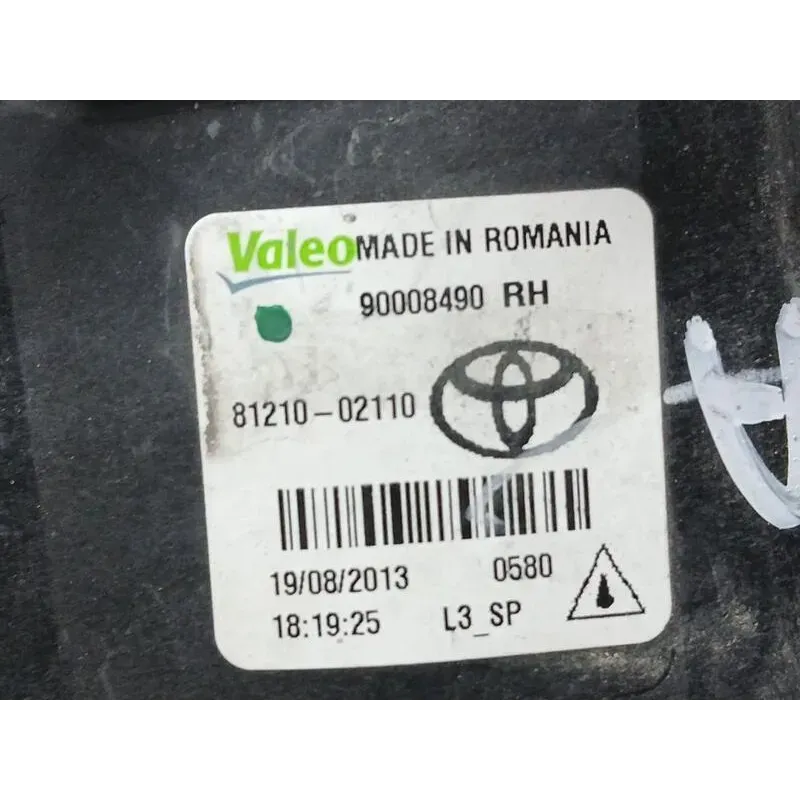 Valeo MADE IN ROMANIA
90008490 RH
81210-02110
19/08/2013 0580
18:19:25 L3_SP